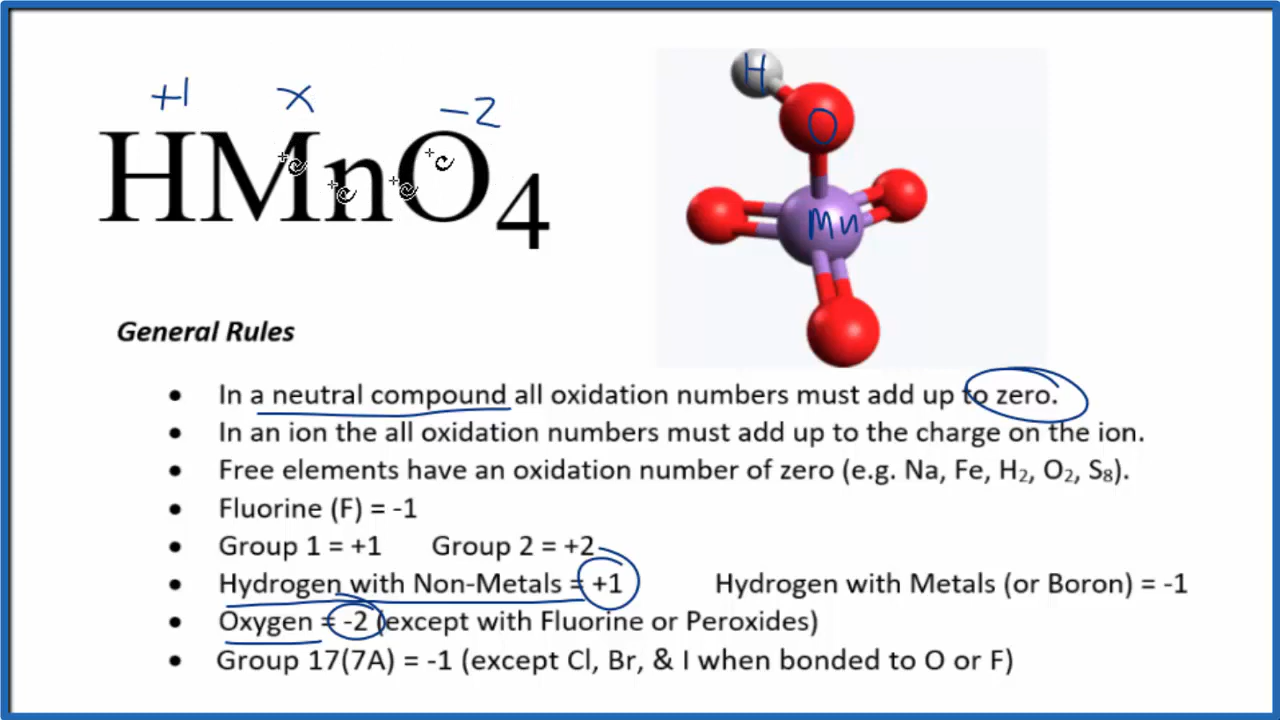 +1 x -2
HMnO₄
H
O
Mn
General Rules
• In a neutral compound all oxidation numbers must add up to zero.
• In an ion the all oxidation numbers must add up to the charge on the ion.
• Free elements have an oxidation number of zero (e.g. Na, Fe, H₂, O₂, S₈).
• Fluorine (F) = -1
• Group 1 = +1 Group 2 = +2
• Hydrogen with Non-Metals = +1 Hydrogen with Metals (or Boron) = -1
• Oxygen = -2 (except with Fluorine or Peroxides)
• Group 17(7A) = -1 (except Cl, Br, & I when bonded to O or F)